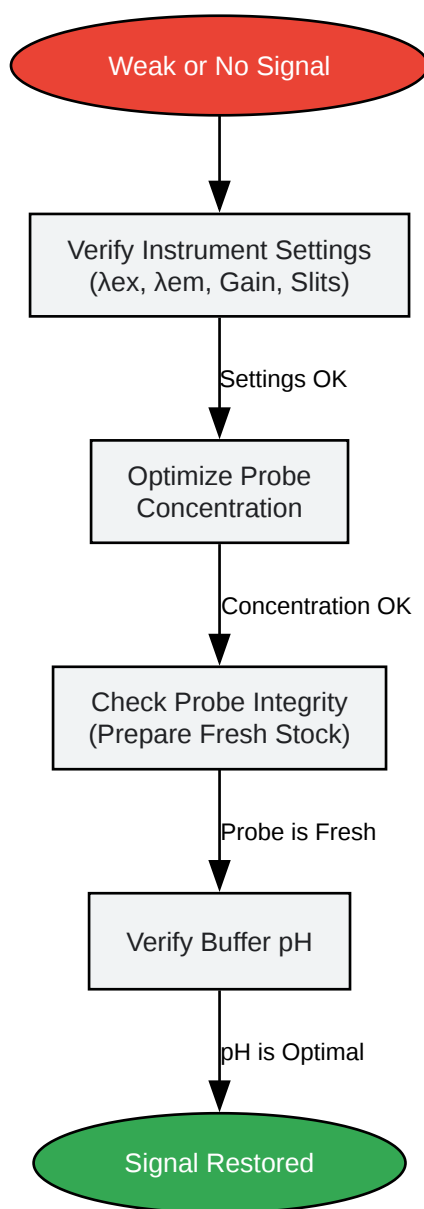 Weak or No Signal
Verify Instrument Settings
(λex, λem, Gain, Slits)
Settings OK
Optimize Probe
Concentration
Concentration OK
Check Probe Integrity
(Prepare Fresh Stock)
Probe is Fresh
Verify Buffer pH
pH is Optimal
Signal Restored